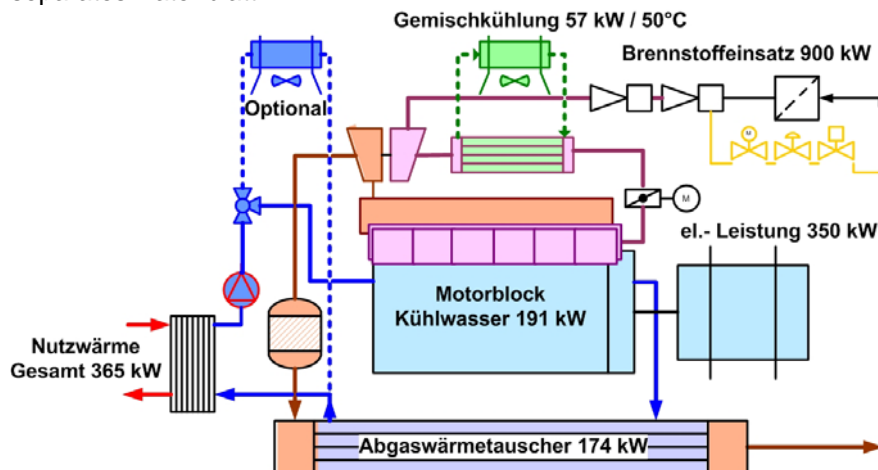 Gemischkühlung 57 kW / 50°C
Brennstoffeinsatz 900 kW
Optional
M
M
el.- Leistung 350 kW
Motorblock
Kühlwasser 191 kW
Nutzwärme
Gesamt 365 kW
Abgaswärmetauscher 174 kW